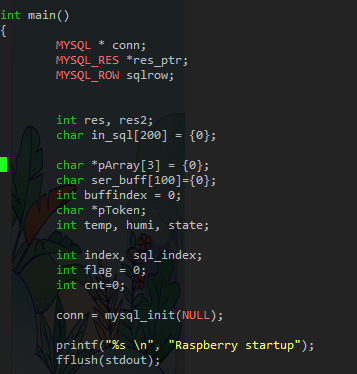 int main()
{
MYSQL * conn;
MYSQL_RES *res_ptr;
MYSQL_ROW sqlrow;
int res, res2;
char in_sql[200] = {0};
char *pArray[3] = {0};
char ser_buff[100]={0};
int buffindex = 0;
char *pToken;
int temp, humi, state;
int index, sql_index;
int flag = 0;
int cnt=0;
conn = mysql_init(NULL);
printf("%s \n", "Raspberry startup");
fflush(stdout);